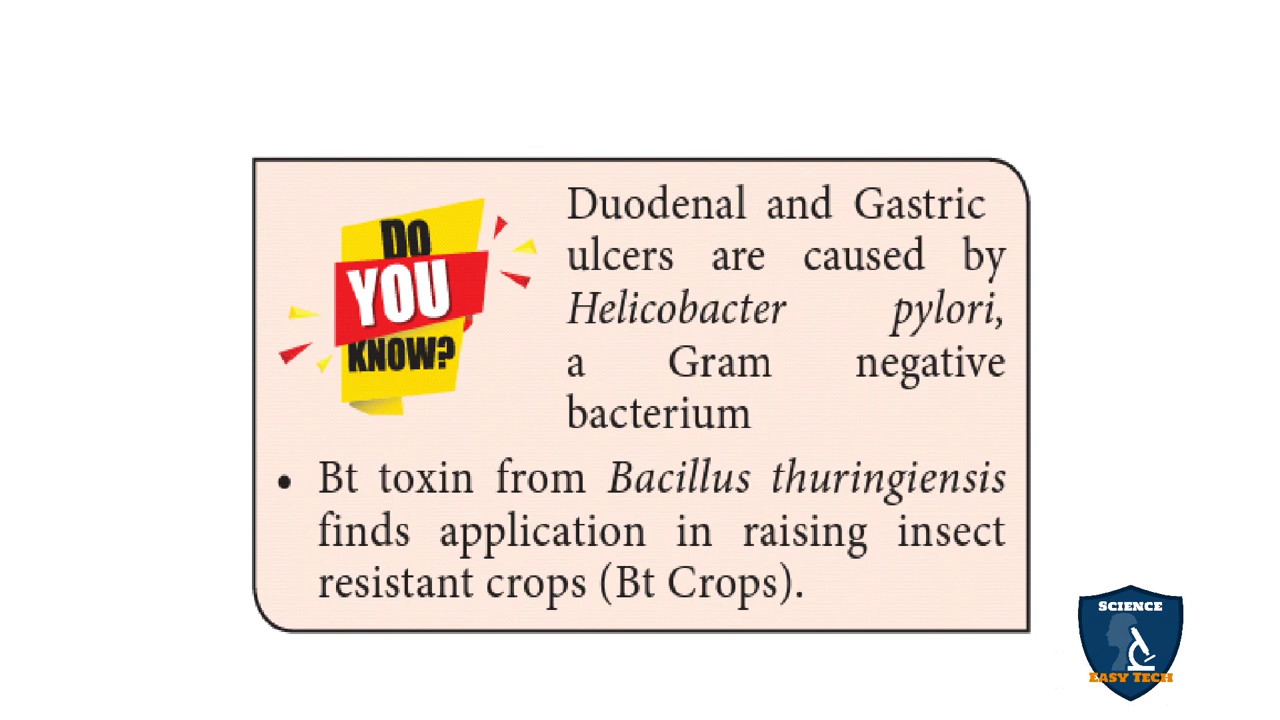 DO
YOU
KNOW?
Duodenal and Gastric
ulcers are caused by
Helicobacter pylori,
a Gram negative
bacterium
• Bt toxin from Bacillus thuringiensis
finds application in raising insect
resistant crops (Bt Crops).
SCIENCE
EASY TECH